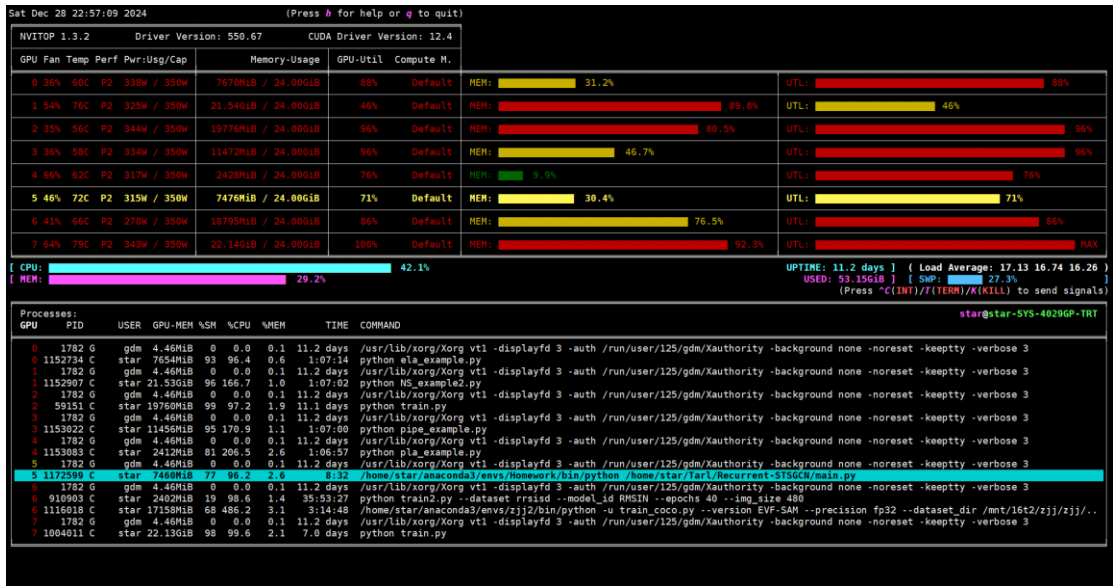 Sat Dec 28 22:57:09 2024 (Press h for help or q to quit)
NVITOP 1.3.2 Driver Version: 550.67 CUDA Driver Version: 12.4
GPU Fan Temp Perf Pwr:Usg/Cap Memory-Usage GPU-Util Compute M.
0 36% 60C P2 338W / 350W 7670MiB / 24.00GiB 88% Default MEM: 31.2% UTL: 88%
1 54% 76C P2 325W / 350W 21.54GiB / 24.00GiB 46% Default MEM: 89.8% UTL: 46%
2 35% 56C P2 344W / 350W 19776MiB / 24.00GiB 96% Default MEM: 80.5% UTL: 96%
3 36% 58C P2 334W / 350W 11472MiB / 24.00GiB 96% Default MEM: 46.7% UTL: 96%
4 66% 62C P2 317W / 350W 2428MiB / 24.00GiB 76% Default MEM: 9.9% UTL: 76%
5 46% 72C P2 315W / 350W 7476MiB / 24.00GiB 71% Default MEM: 30.4% UTL: 71%
6 41% 66C P2 278W / 350W 18795MiB / 24.00GiB 86% Default MEM: 76.5% UTL: 86%
7 64% 79C P2 343W / 350W 22.14GiB / 24.00GiB 100% Default MEM: 92.3% UTL: MAX
[ CPU: 42.1% UPTIME: 11.2 days ] ( Load Average: 17.13 16.74 16.26 )
[ MEM: 29.2% USED: 53.15GiB ] [ SWP: 27.3% ]
(Press ^C(INT)/T(TERM)/K(KILL) to send signals)
Processes: star@star-SYS-4029GP-TRT
GPU PID USER GPU-MEM %SM %CPU %MEM TIME COMMAND
0 1782 G gdm 4.46MiB 0 0.0 0.1 11.2 days /usr/lib/xorg/Xorg vt1 -displayfd 3 -auth /run/user/125/gdm/Xauthority -background none -noreset -keeptty -verbose 3
0 1152734 C star 7654MiB 93 96.4 0.6 1:07:14 python ela_example.py
1 1782 G gdm 4.46MiB 0 0.0 0.1 11.2 days /usr/lib/xorg/Xorg vt1 -displayfd 3 -auth /run/user/125/gdm/Xauthority -background none -noreset -keeptty -verbose 3
1 1152907 C star 21.53GiB 96 166.7 1.0 1:07:02 python NS_example2.py
2 1782 G gdm 4.46MiB 0 0.0 0.1 11.2 days /usr/lib/xorg/Xorg vt1 -displayfd 3 -auth /run/user/125/gdm/Xauthority -background none -noreset -keeptty -verbose 3
2 59151 C star 19760MiB 99 97.2 1.9 11.1 days python train.py
3 1782 G gdm 4.46MiB 0 0.0 0.1 11.2 days /usr/lib/xorg/Xorg vt1 -displayfd 3 -auth /run/user/125/gdm/Xauthority -background none -noreset -keeptty -verbose 3
3 1153022 C star 11456MiB 95 170.9 1.1 1:07:00 python pipe_example.py
4 1782 G gdm 4.46MiB 0 0.0 0.1 11.2 days /usr/lib/xorg/Xorg vt1 -displayfd 3 -auth /run/user/125/gdm/Xauthority -background none -noreset -keeptty -verbose 3
4 1153083 C star 2412MiB 81 206.5 2.6 1:06:57 python pla_example.py
5 1782 G gdm 4.46MiB 0 0.0 0.1 11.2 days /usr/lib/xorg/Xorg vt1 -displayfd 3 -auth /run/user/125/gdm/Xauthority -background none -noreset -keeptty -verbose 3
5 1172599 C star 7460MiB 77 96.2 2.6 8:32 /home/star/anaconda3/envs/Homework/bin/python /home/star/Tarl/Recurrent-STSGCN/main.py
6 1782 G gdm 4.46MiB 0 0.0 0.1 11.2 days /usr/lib/xorg/Xorg vt1 -displayfd 3 -auth /run/user/125/gdm/Xauthority -background none -noreset -keeptty -verbose 3
6 910903 C star 2402MiB 19 98.6 1.4 35:53:27 python train2.py --dataset rrsisd --model_id RMSIN --epochs 40 --img_size 480
6 1116018 C star 17158MiB 68 486.2 3.1 3:14:48 /home/star/anaconda3/envs/zjj2/bin/python -u train_coco.py --version EVF-SAM --precision fp32 --dataset_dir /mnt/16t2/zjj/zjj/..
7 1782 G gdm 4.46MiB 0 0.0 0.1 11.2 days /usr/lib/xorg/Xorg vt1 -displayfd 3 -auth /run/user/125/gdm/Xauthority -background none -noreset -keeptty -verbose 3
7 1004011 C star 22.13GiB 98 99.6 2.1 7.0 days python train.py